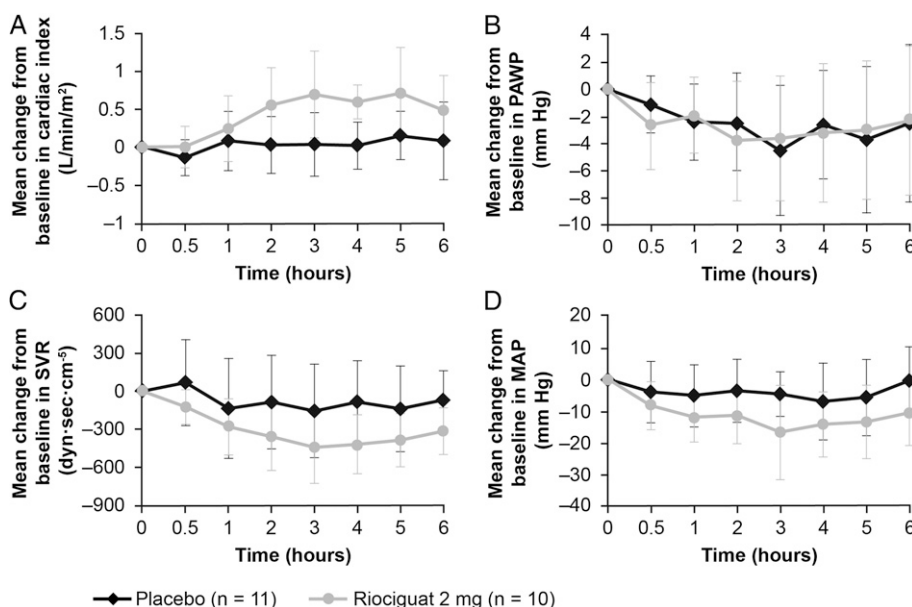 A
Mean change from
baseline in cardiac index
(L/min/m²)
1.5
1
0.5
0
–0.5
–1
0 0.5 1 2 3 4 5 6
Time (hours)
B
Mean change from
baseline in PAWP
(mm Hg)
4
2
0
–2
–4
–6
–8
–10
0 0.5 1 2 3 4 5 6
Time (hours)
C
Mean change from
baseline in SVR
(dyn·sec·cm⁻⁵)
600
300
0
–300
–600
–900
0 0.5 1 2 3 4 5 6
Time (hours)
D
Mean change from
baseline in MAP
(mm Hg)
20
10
0
–10
–20
–30
–40
0 0.5 1 2 3 4 5 6
Time (hours)
Placebo (n = 11) Riociguat 2 mg (n = 10)